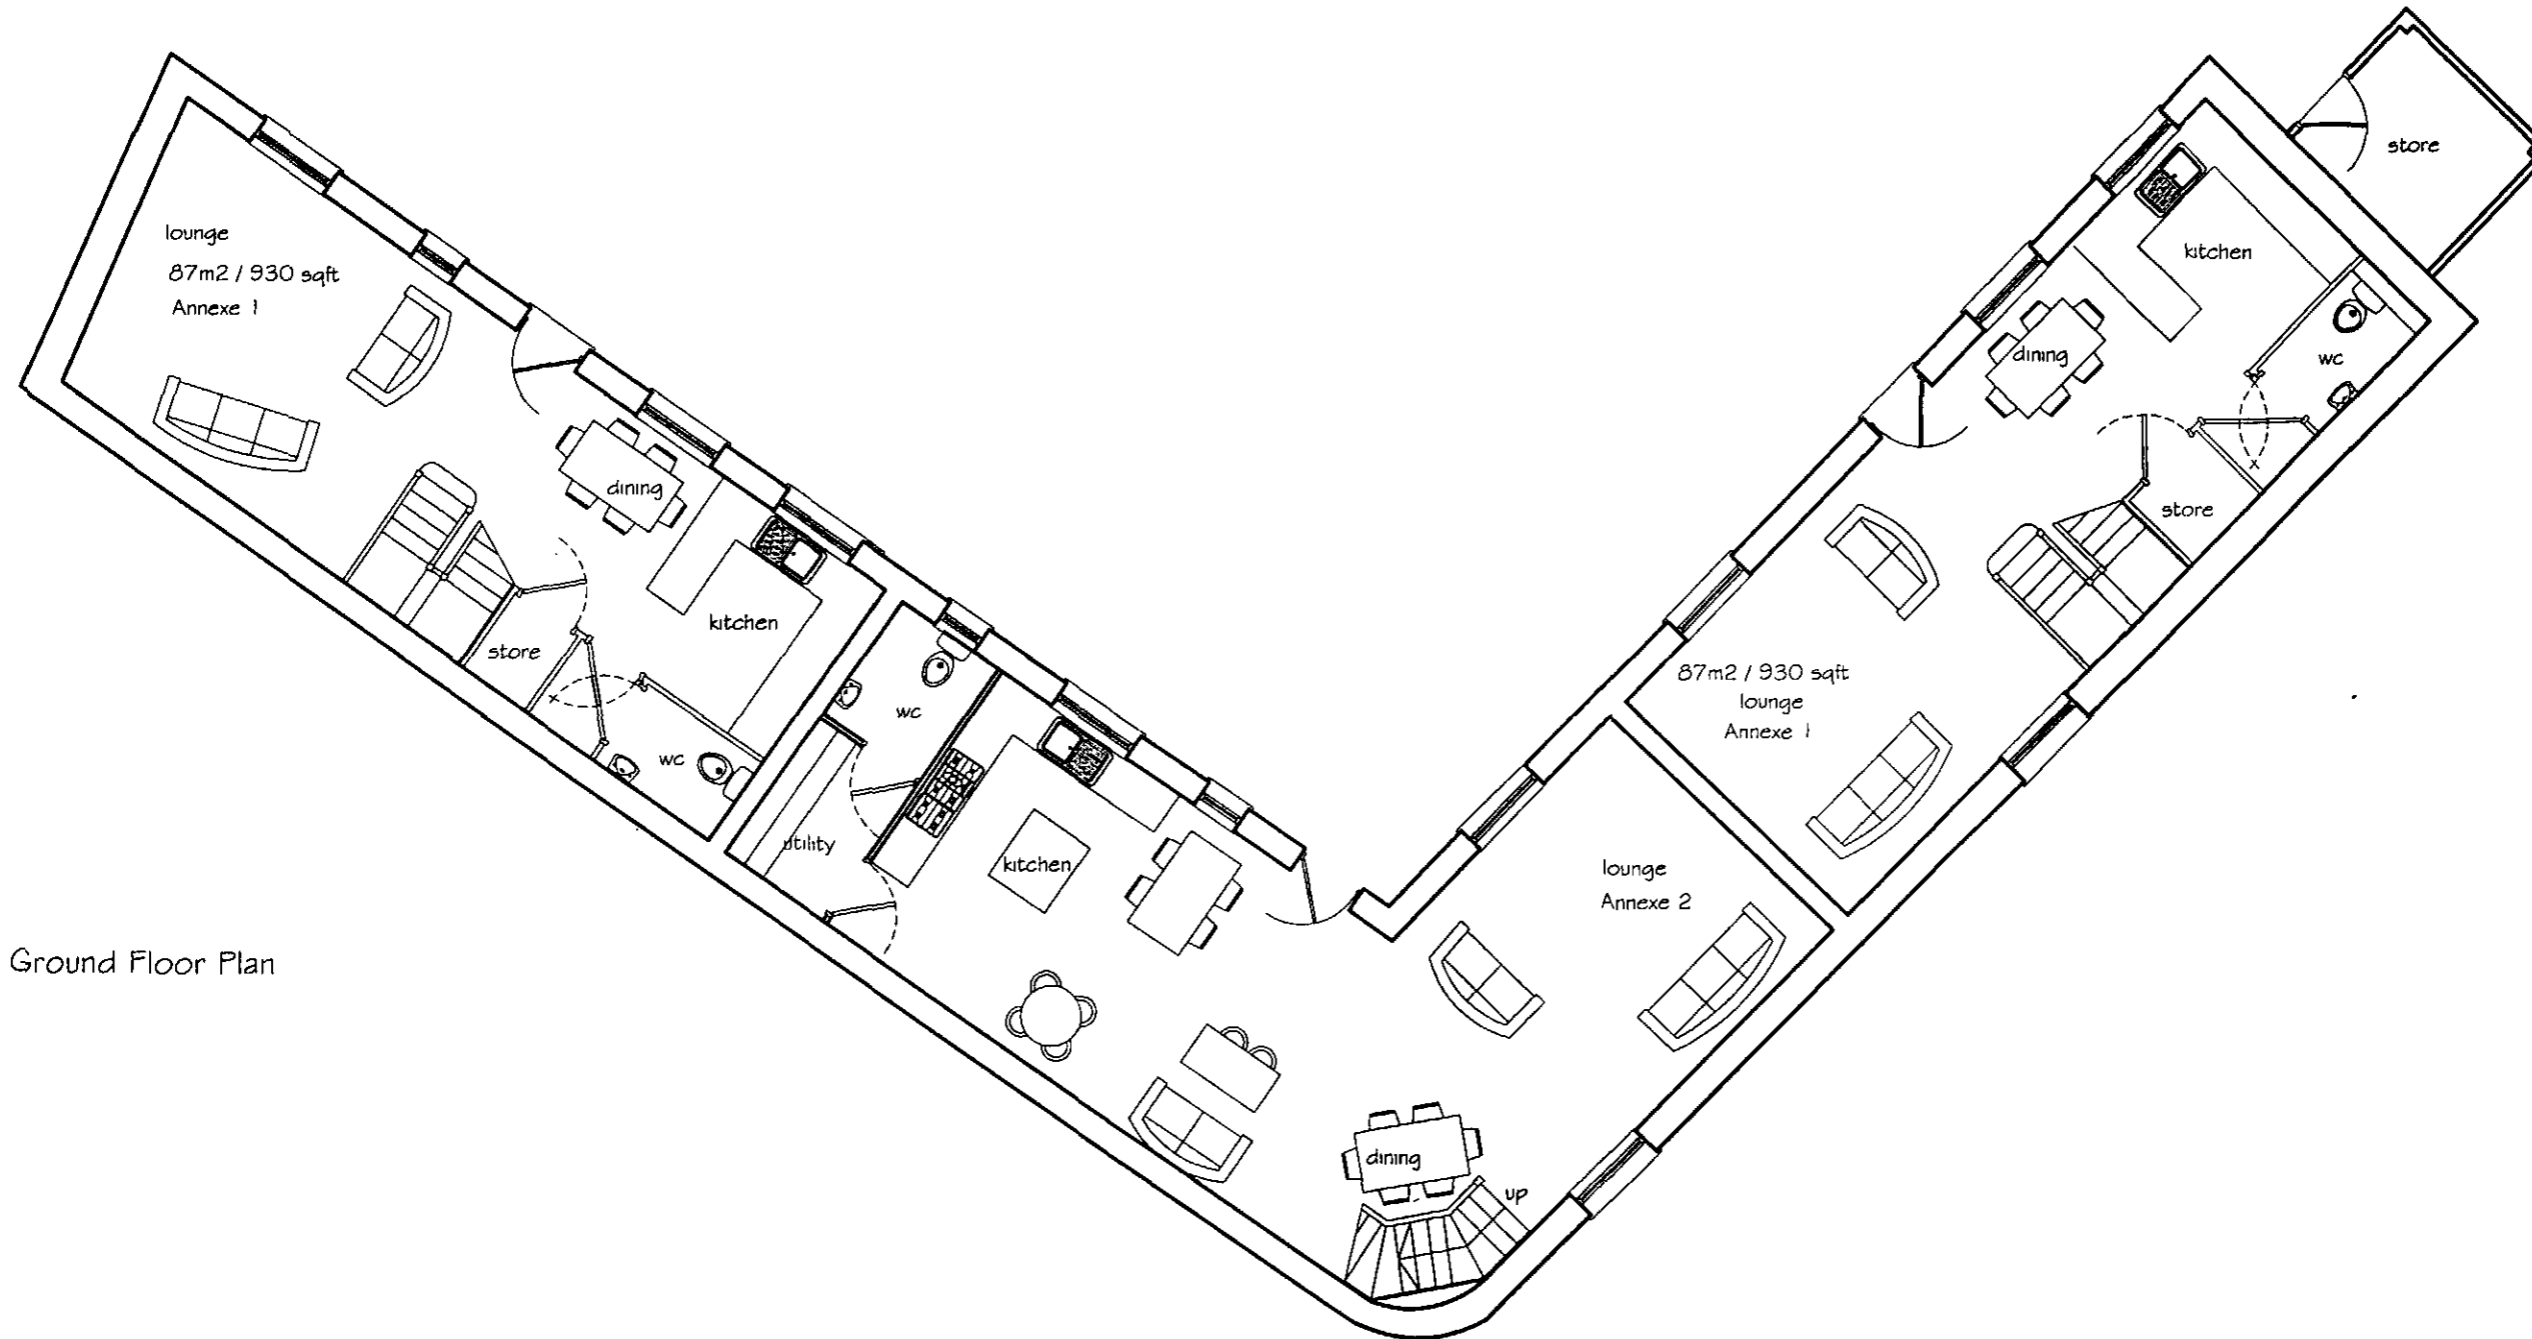 lounge
87m2 / 930 sqft
Annexe 1
dining
kitchen
store
wc
wc
utility
kitchen
dining
up
lounge
Annexe 2
87m2 / 930 sqft
lounge
Annexe 1
store
wc
dining
kitchen
store
Ground Floor Plan